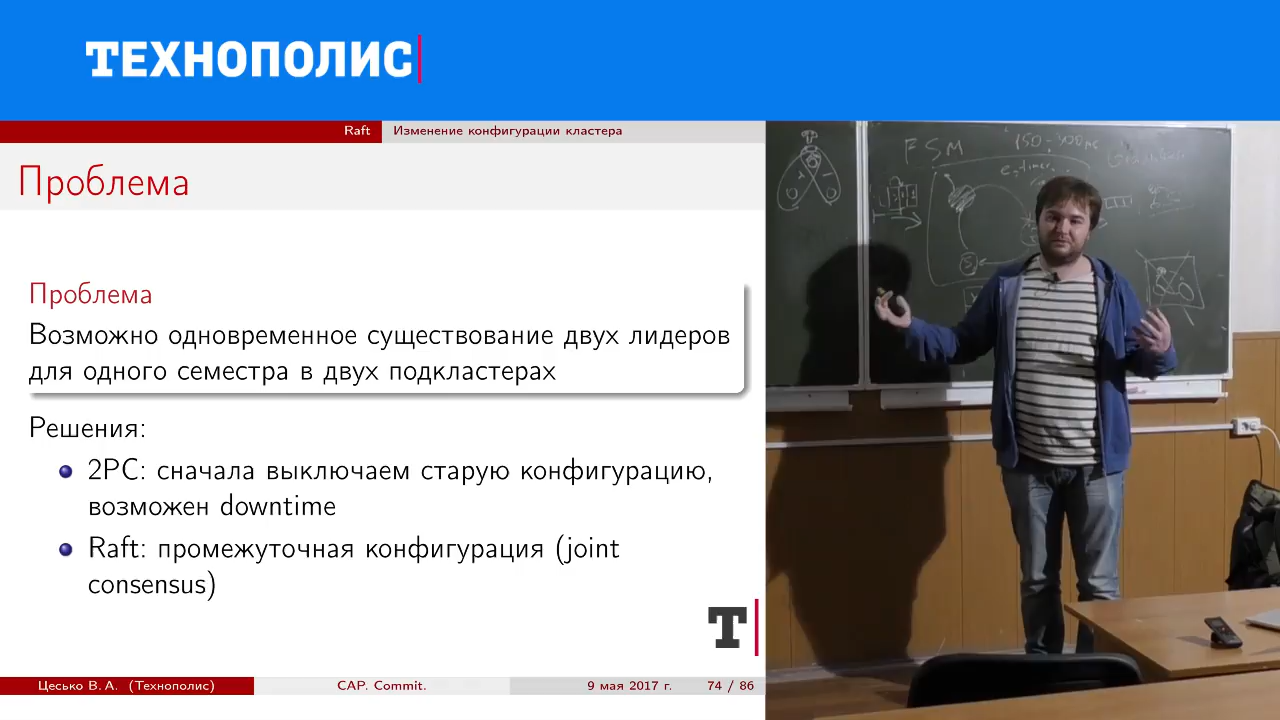 ТЕХНОПОЛИС
Raft Изменение конфигурации кластера
Проблема
Проблема
Возможно одновременное существование двух лидеров
для одного семестра в двух подкластерах
Решения:
2PC: сначала выключаем старую конфигурацию,
возможен downtime
Raft: промежуточная конфигурация (joint
consensus)
Т
Цесько В. А. (Технополис) CAP. Commit. 9 мая 2017 г. 74 / 86
FSM
150-300
S